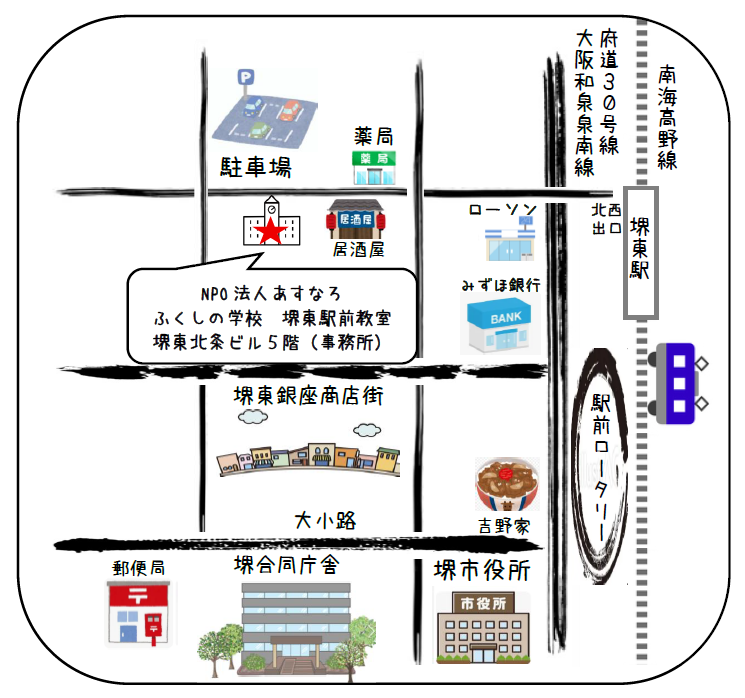 府道30号線
大阪和泉泉南線
南海高野線
P
薬局
薬局
駐車場
ローソン
北西出口
堺東駅
居酒屋
居酒屋
みずほ銀行
BANK
NPO法人あすなろ
ふくしの学校 堺東駅前教室
堺東北条ビル5階（事務所）
堺東銀座商店街
駅前ロータリー
吉野家
大小路
郵便局
堺合同庁舎
堺市役所
〒
市役所